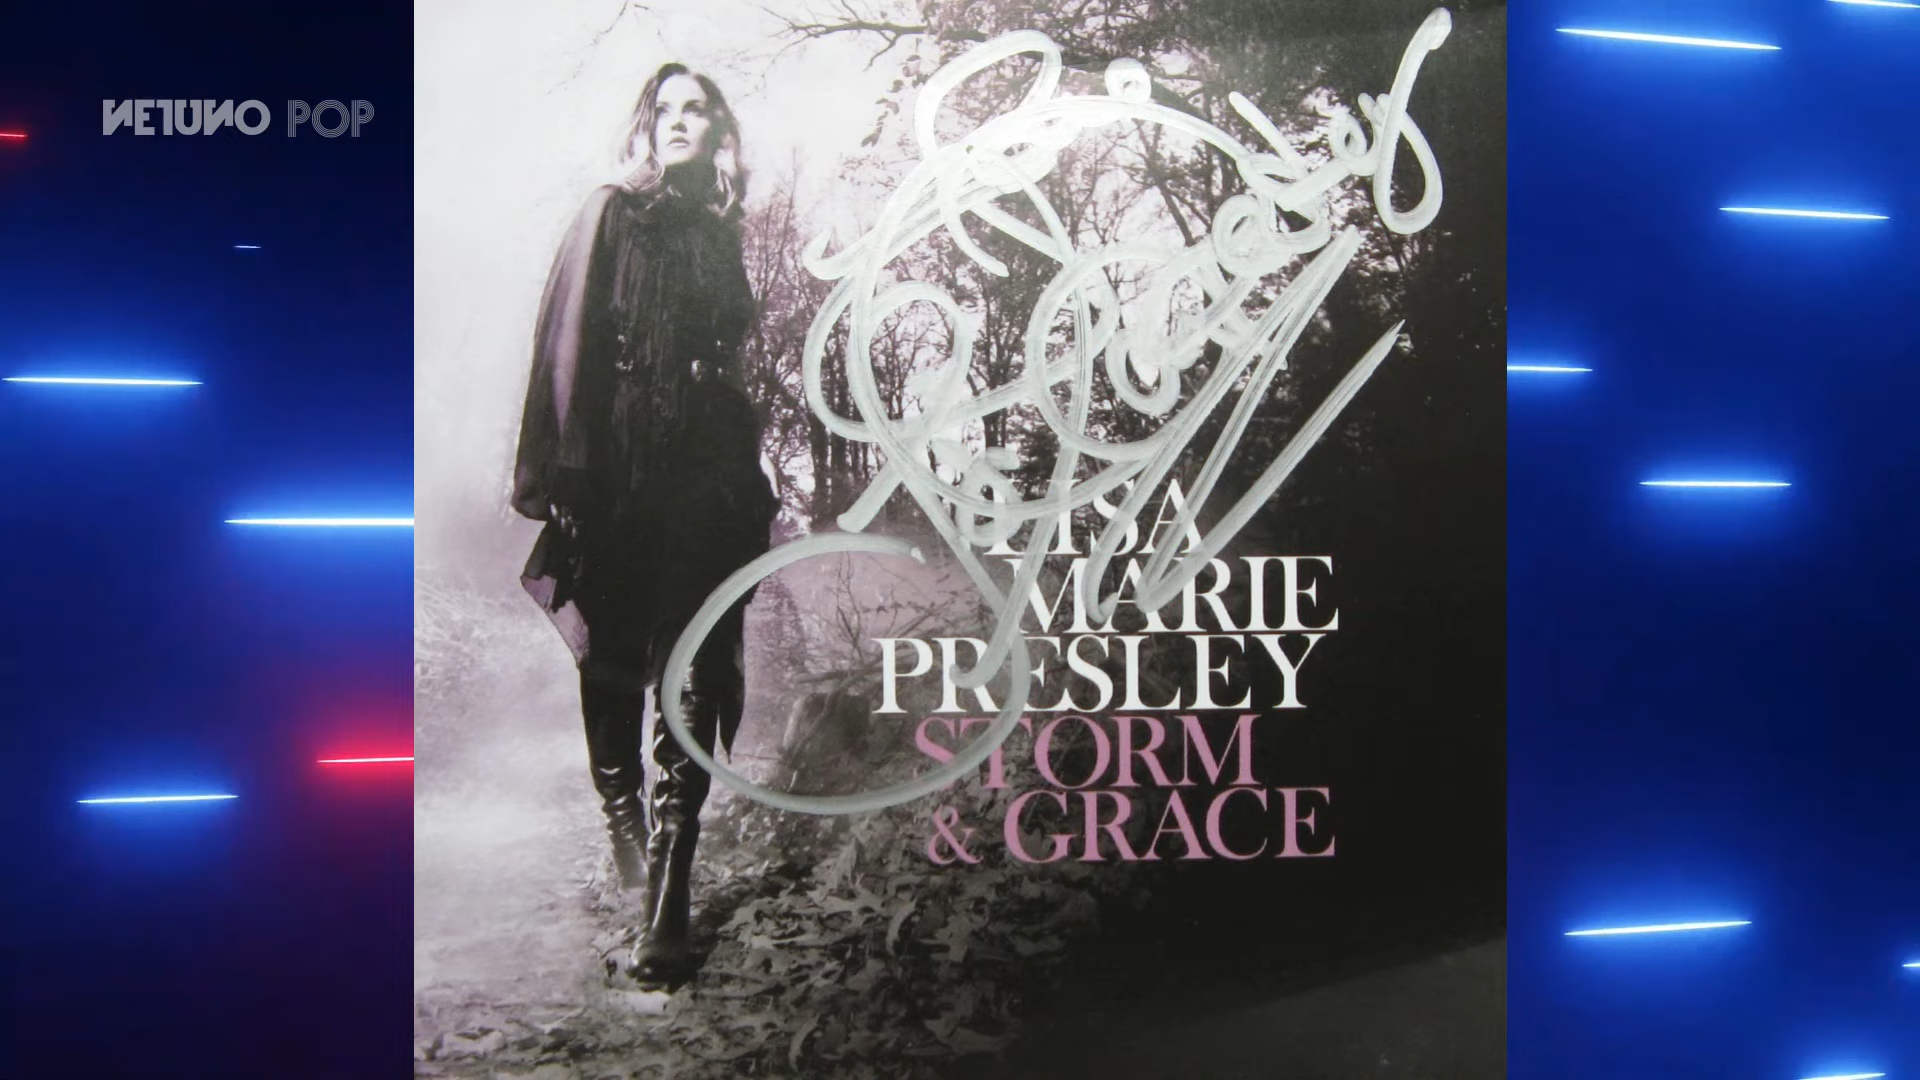 NETUNO POP
LISA
MARIE
PRESLEY
STORM
& GRACE